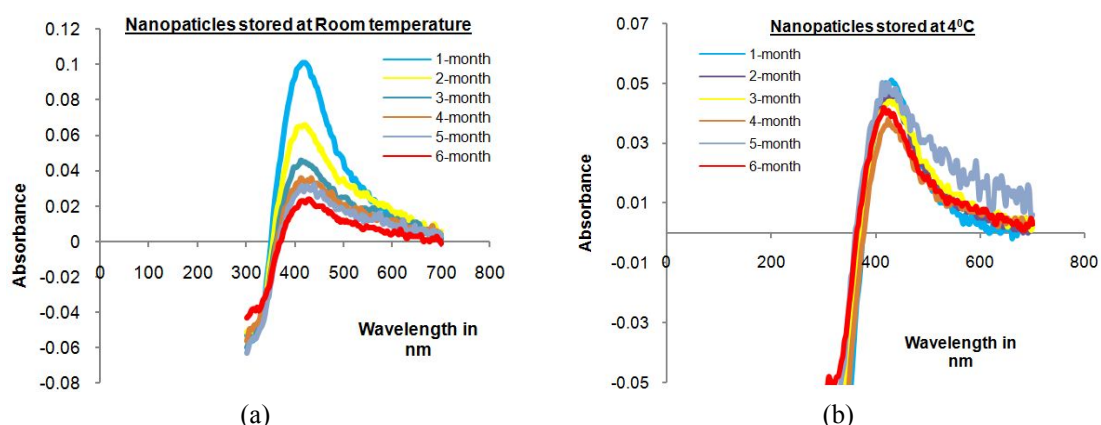 Nanopaticles stored at Room temperature
0.12
0.1
0.08
0.06
0.04
0.02
0
-0.02
-0.04
-0.06
-0.08
Absorbance
1-month
2-month
3-month
4-month
5-month
6-month
0 100 200 300 400 500 600 700 800
Wavelength in
nm
(a)
Nanopaticles stored at 4⁰C
0.07
0.05
0.03
0.01
-0.01
-0.03
-0.05
Absorbance
1-month
2-month
3-month
4-month
5-month
6-month
0 200 400 600 800
Wavelength in
nm
(b)